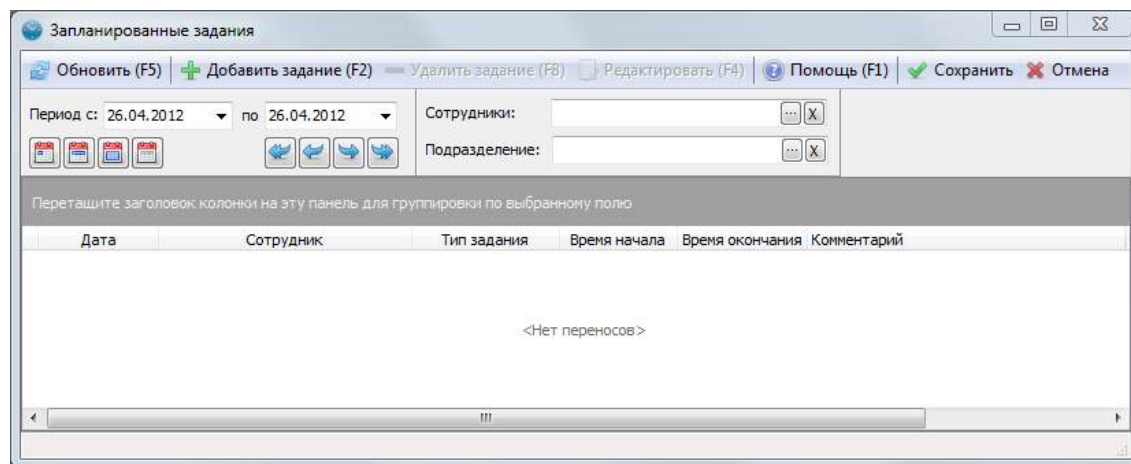 Запланированные задания
Обновить (F5) Добавить задание (F2) Удалить задание (F8) Редактировать (F4) Помощь (F1) Сохранить Отмена
Период с: 26.04.2012 по 26.04.2012 Сотрудники: ... X
Подразделение: ... X
Перетащите заголовок колонки на эту панель для группировки по выбранному полю
Дата Сотрудник Тип задания Время начала Время окончания Комментарий
<Нет переносов>